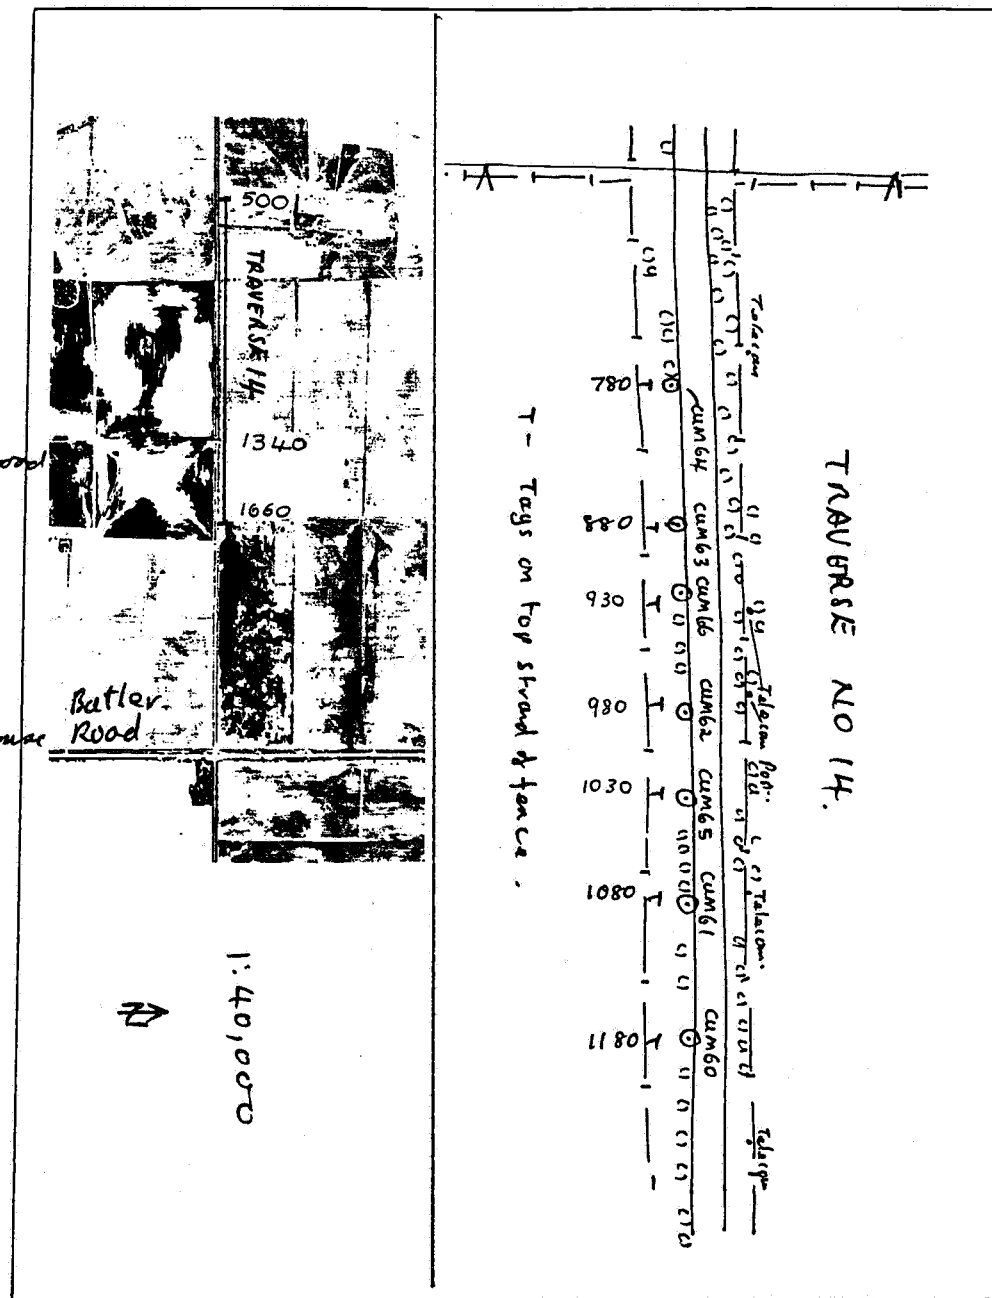 TRAVERSE NO 14.
Telecom
Telecom
Telecom
Telecom
CUM64
CUM63
CUM66
CUM62
CUM65
CUM61
CUM60
780
880
930
980
1030
1080
1180
T - Tags on top strand of fence.
500
TRAVERSE 14
1340
1660
Butler
Road
1:40,000
N